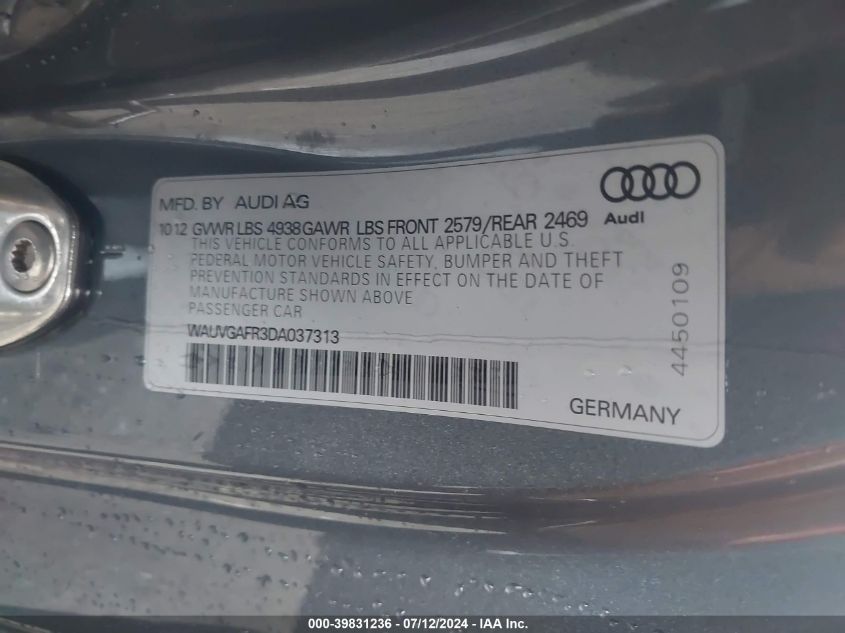 MFD. BY AUDI AG
10 12 GVWR LBS 4938 GAWR LBS FRONT 2579/REAR 2469
Audi
THIS VEHICLE CONFORMS TO ALL APPLICABLE U.S.
FEDERAL MOTOR VEHICLE SAFETY, BUMPER AND THEFT
PREVENTION STANDARDS IN EFFECT ON THE DATE OF
MANUFACTURE SHOWN ABOVE
PASSENGER CAR
WAUVGAFR3DA037313
4450109
GERMANY
000-39831236 - 07/12/2024 - IAA Inc.